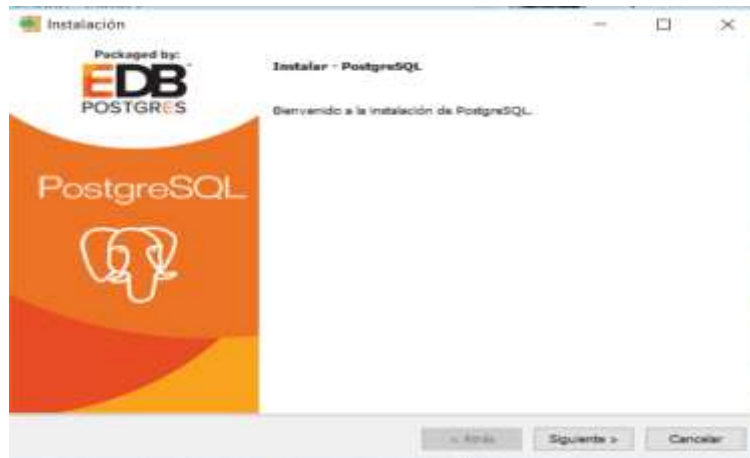 Instalación
Packaged by:
EDB
POSTGRES
PostgreSQL
Instalar - PostgreSQL
Bienvenido a la instalación de PostgreSQL.
< Atrás
Siguiente >
Cancelar